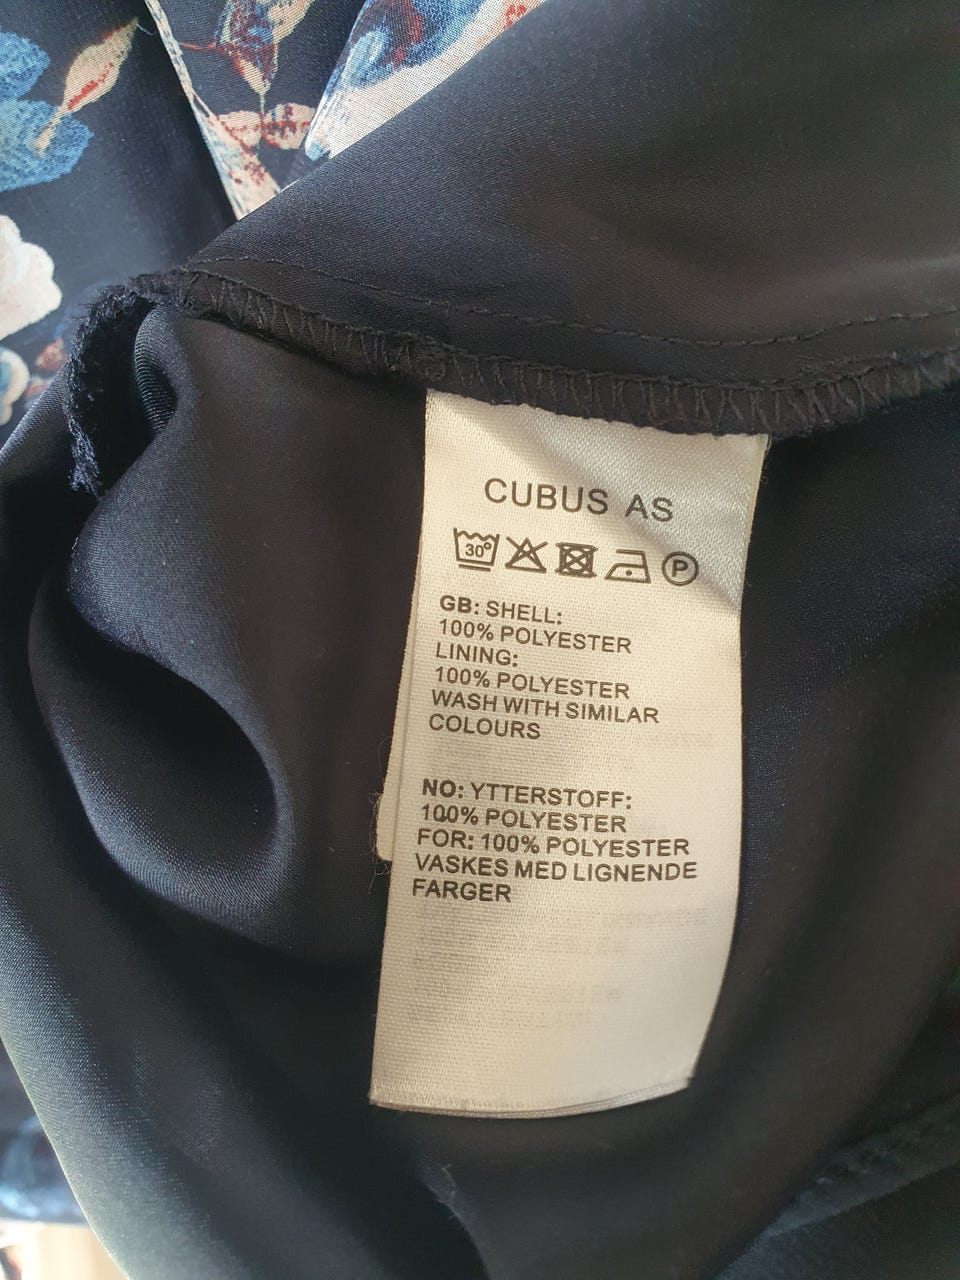 CUBUS AS
30°
P
GB: SHELL:
100% POLYESTER
LINING:
100% POLYESTER
WASH WITH SIMILAR
COLOURS
NO: YTTERSTOFF:
100% POLYESTER
FOR: 100% POLYESTER
VASKES MED LIGNENDE
FARGER